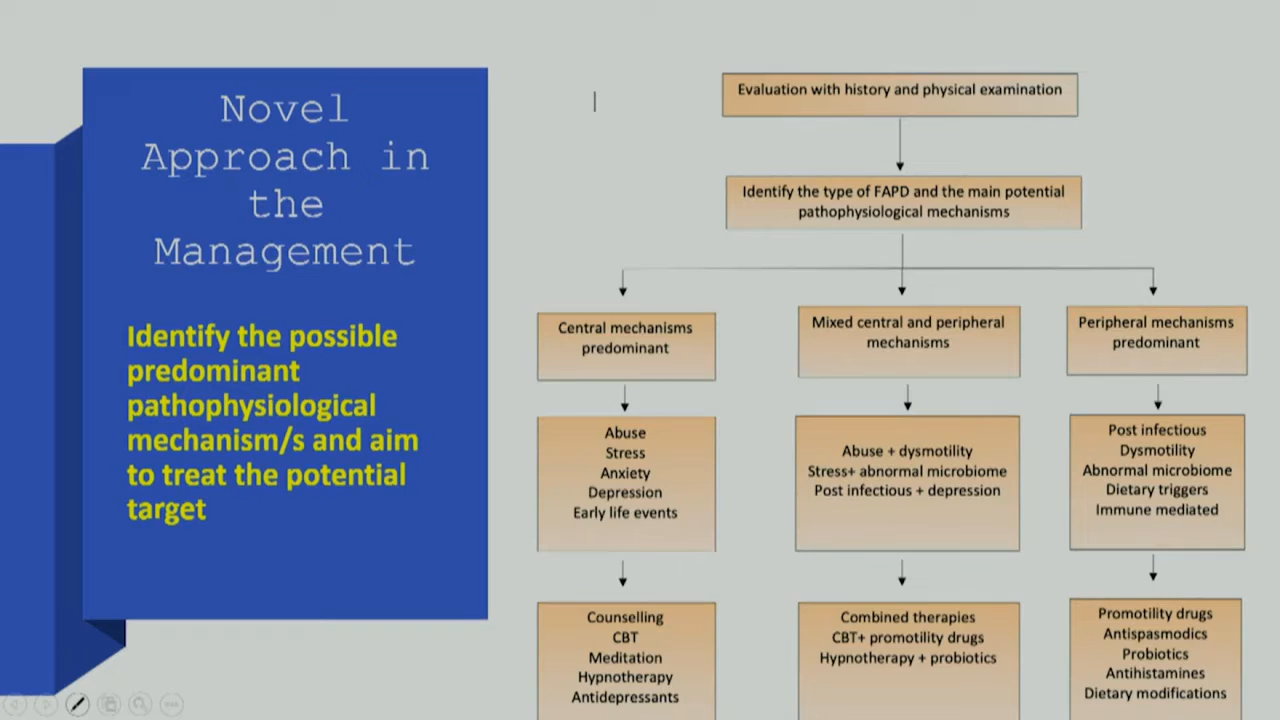 Novel
Approach in
the
Management
Identify the possible
predominant
pathophysiological
mechanism/s and aim
to treat the potential
target
Evaluation with history and physical examination
Identify the type of FAPD and the main potential
pathophysiological mechanisms
Central mechanisms
predominant
Mixed central and peripheral
mechanisms
Peripheral mechanisms
predominant
Abuse
Stress
Anxiety
Depression
Early life events
Abuse + dysmotility
Stress+ abnormal microbiome
Post infectious + depression
Post infectious
Dysmotility
Abnormal microbiome
Dietary triggers
Immune mediated
Counselling
CBT
Meditation
Hypnotherapy
Antidepressants
Combined therapies
CBT+ promotility drugs
Hypnotherapy + probiotics
Promotility drugs
Antispasmodics
Probiotics
Antihistamines
Dietary modifications